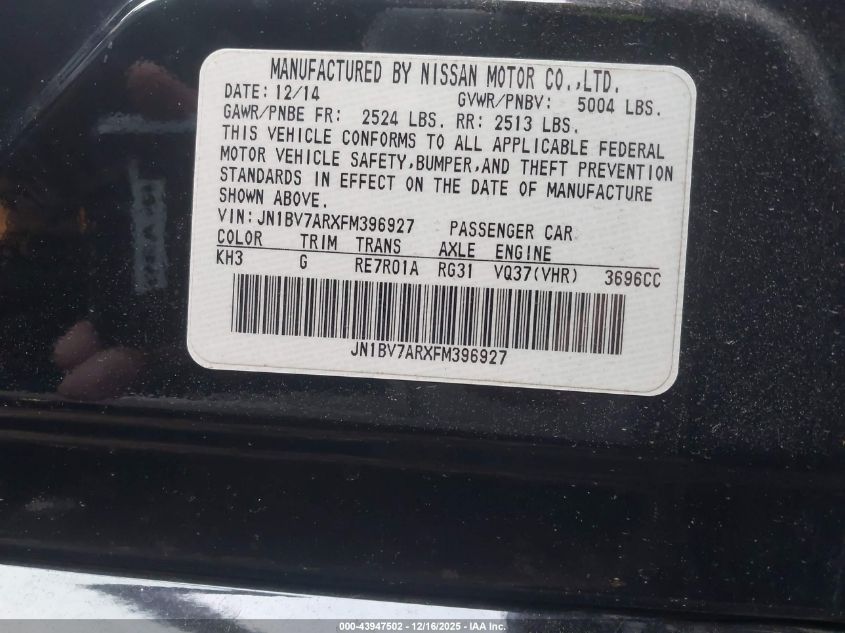 MANUFACTURED BY NISSAN MOTOR CO.,LTD.
DATE: 12/14 GVWR/PNBV: 5004 LBS.
GAWR/PNBE FR: 2524 LBS. RR: 2513 LBS.
THIS VEHICLE CONFORMS TO ALL APPLICABLE FEDERAL
MOTOR VEHICLE SAFETY,BUMPER,AND THEFT PREVENTION
STANDARDS IN EFFECT ON THE DATE OF MANUFACTURE
SHOWN ABOVE.
VIN:JN1BV7ARXFM396927 PASSENGER CAR
COLOR TRIM TRANS AXLE ENGINE
KH3 G RE7R01A RG31 VQ37(VHR) 3696CC
JN1BV7ARXFM396927
000-43947502 - 12/16/2025 - IAA Inc.